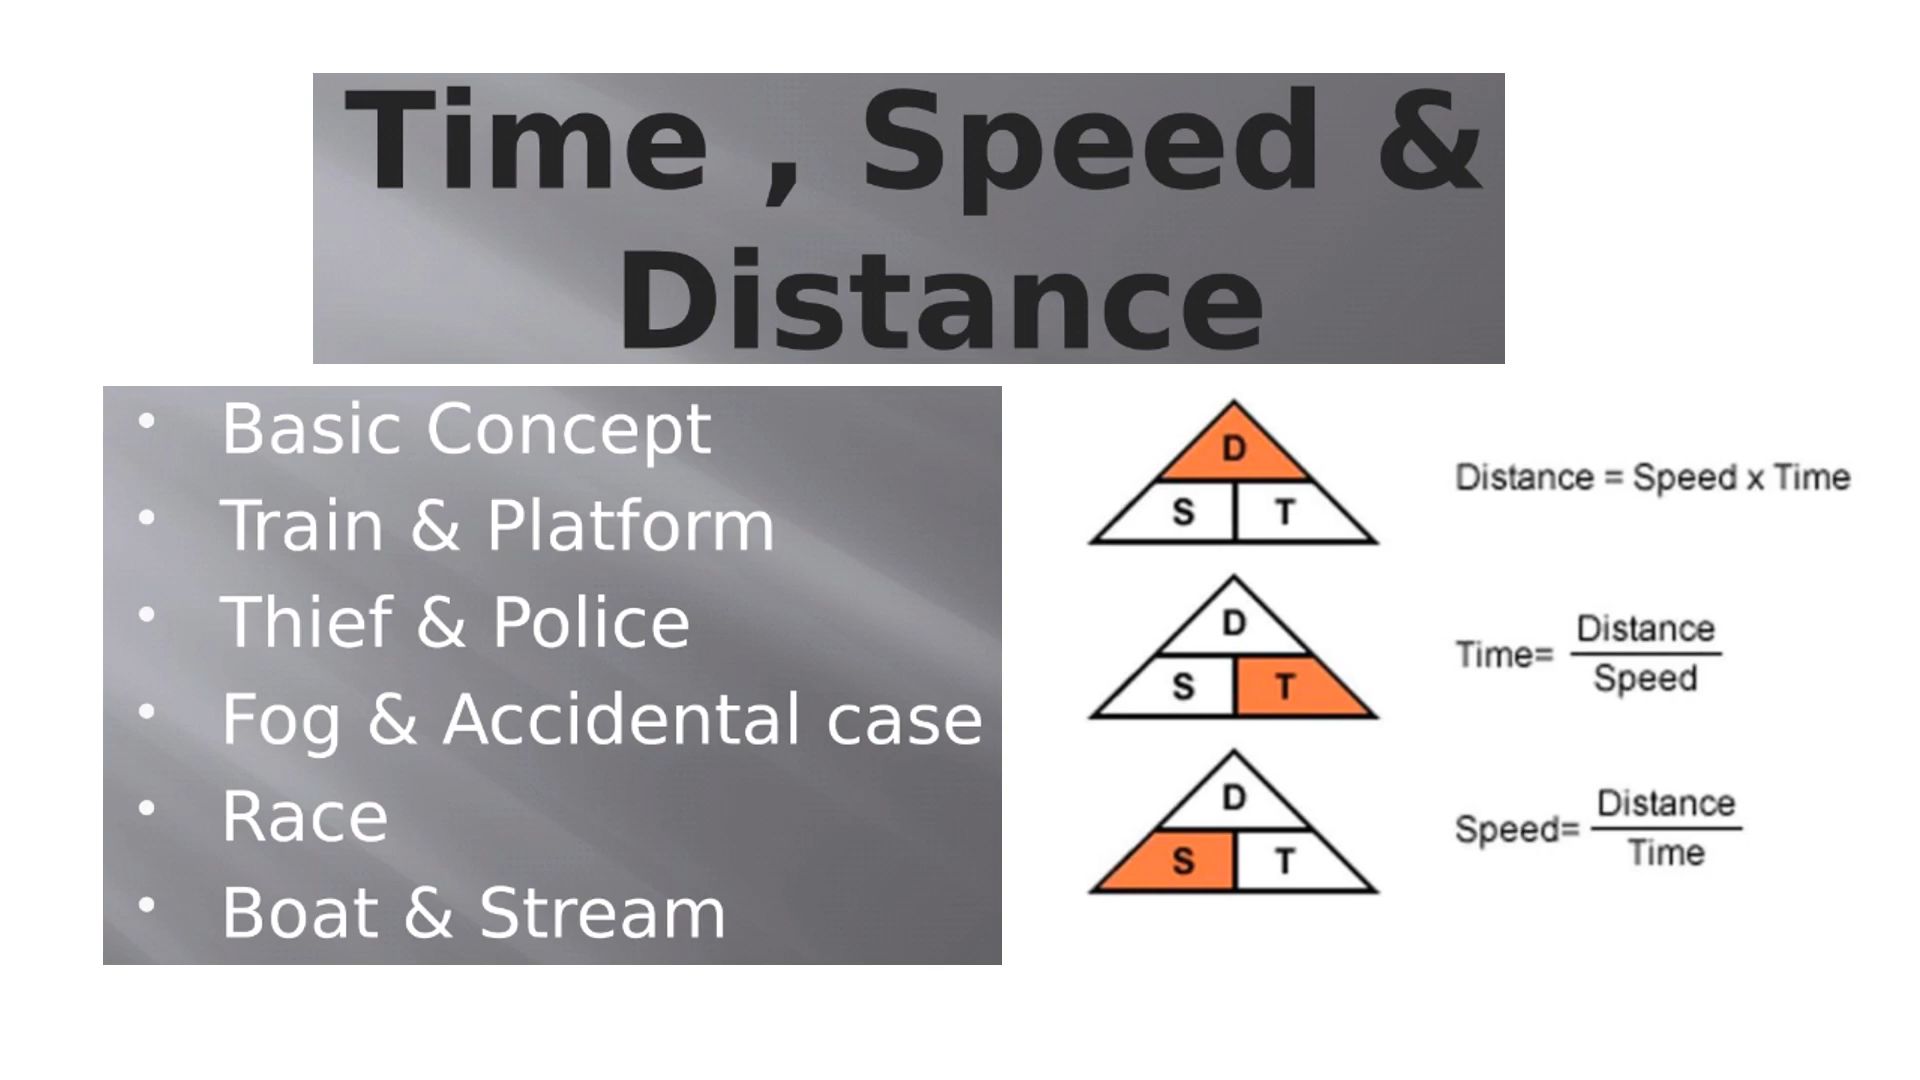 Time , Speed &
Distance
• Basic Concept
• Train & Platform
• Thief & Police
• Fog & Accidental case
• Race
• Boat & Stream
D
S T
Distance = Speed x Time
D
S T
Time= Distance
Speed
D
S T
Speed= Distance
Time